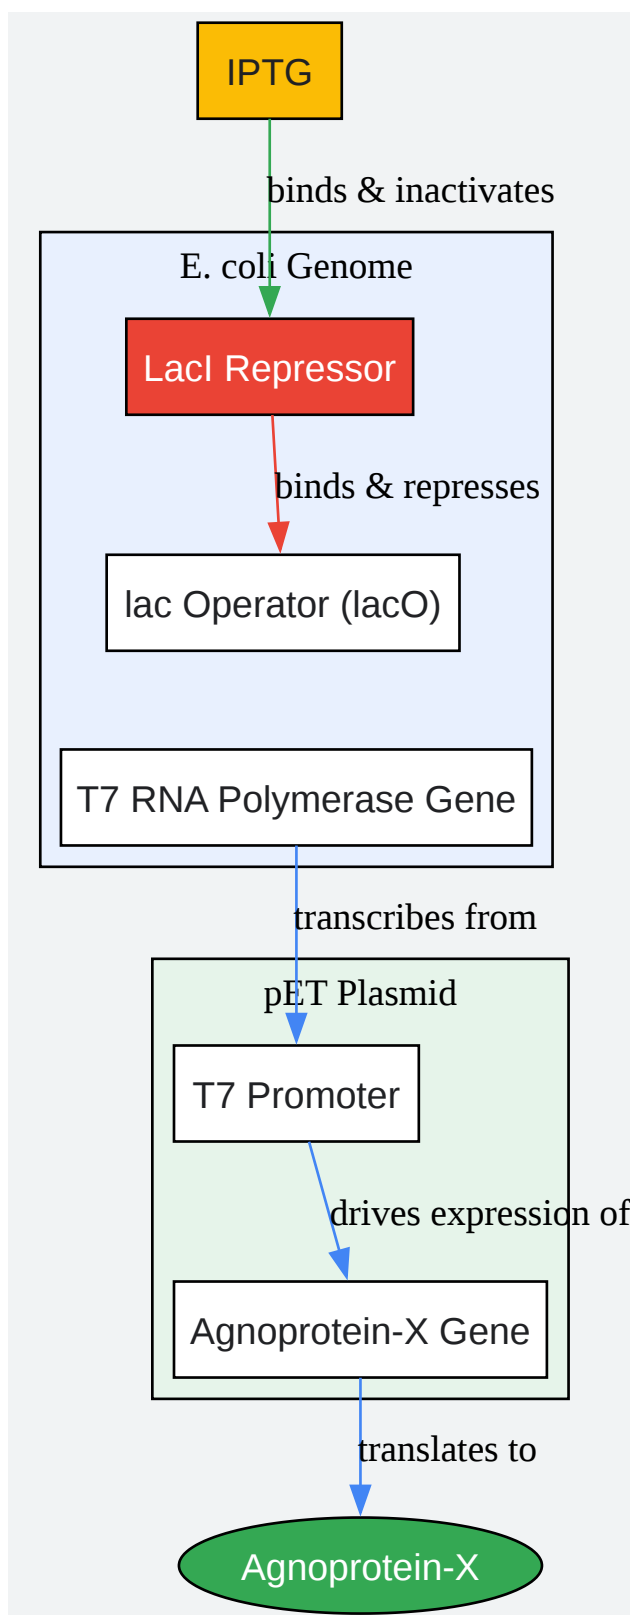 IPTG
binds & inactivates
E. coli Genome
LacI Repressor
binds & represses
lac Operator (lacO)
T7 RNA Polymerase Gene
transcribes from
pET Plasmid
T7 Promoter
drives expression of
Agnoprotein-X Gene
translates to
Agnoprotein-X